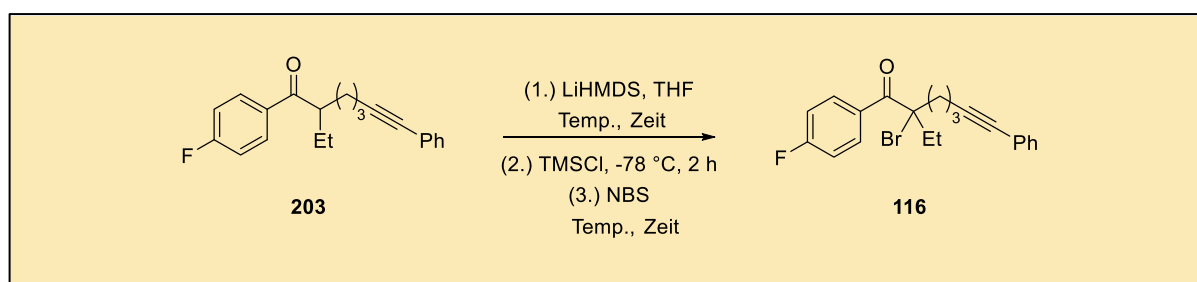 O
F
Et
( )3
Ph
203
(1.) LiHMDS, THF
Temp., Zeit
(2.) TMSCl, -78 °C, 2 h
(3.) NBS
Temp., Zeit
O
F
Br
Et
( )3
Ph
116